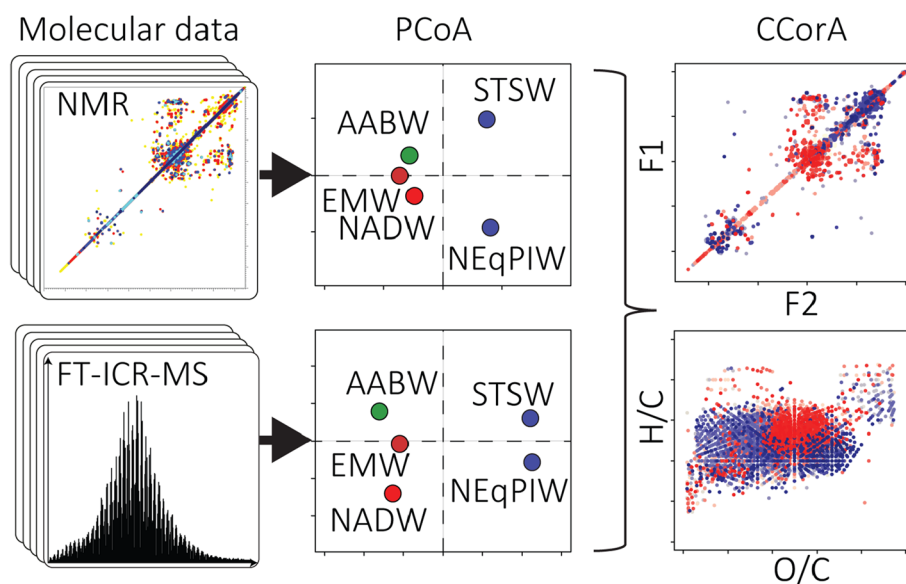 Molecular data
PCoA
CCorA
NMR
AABW
STSW
EMW
NADW
NEqPIW
F1
F2
FT-ICR-MS
AABW
STSW
EMW
NADW
NEqPIW
H/C
O/C